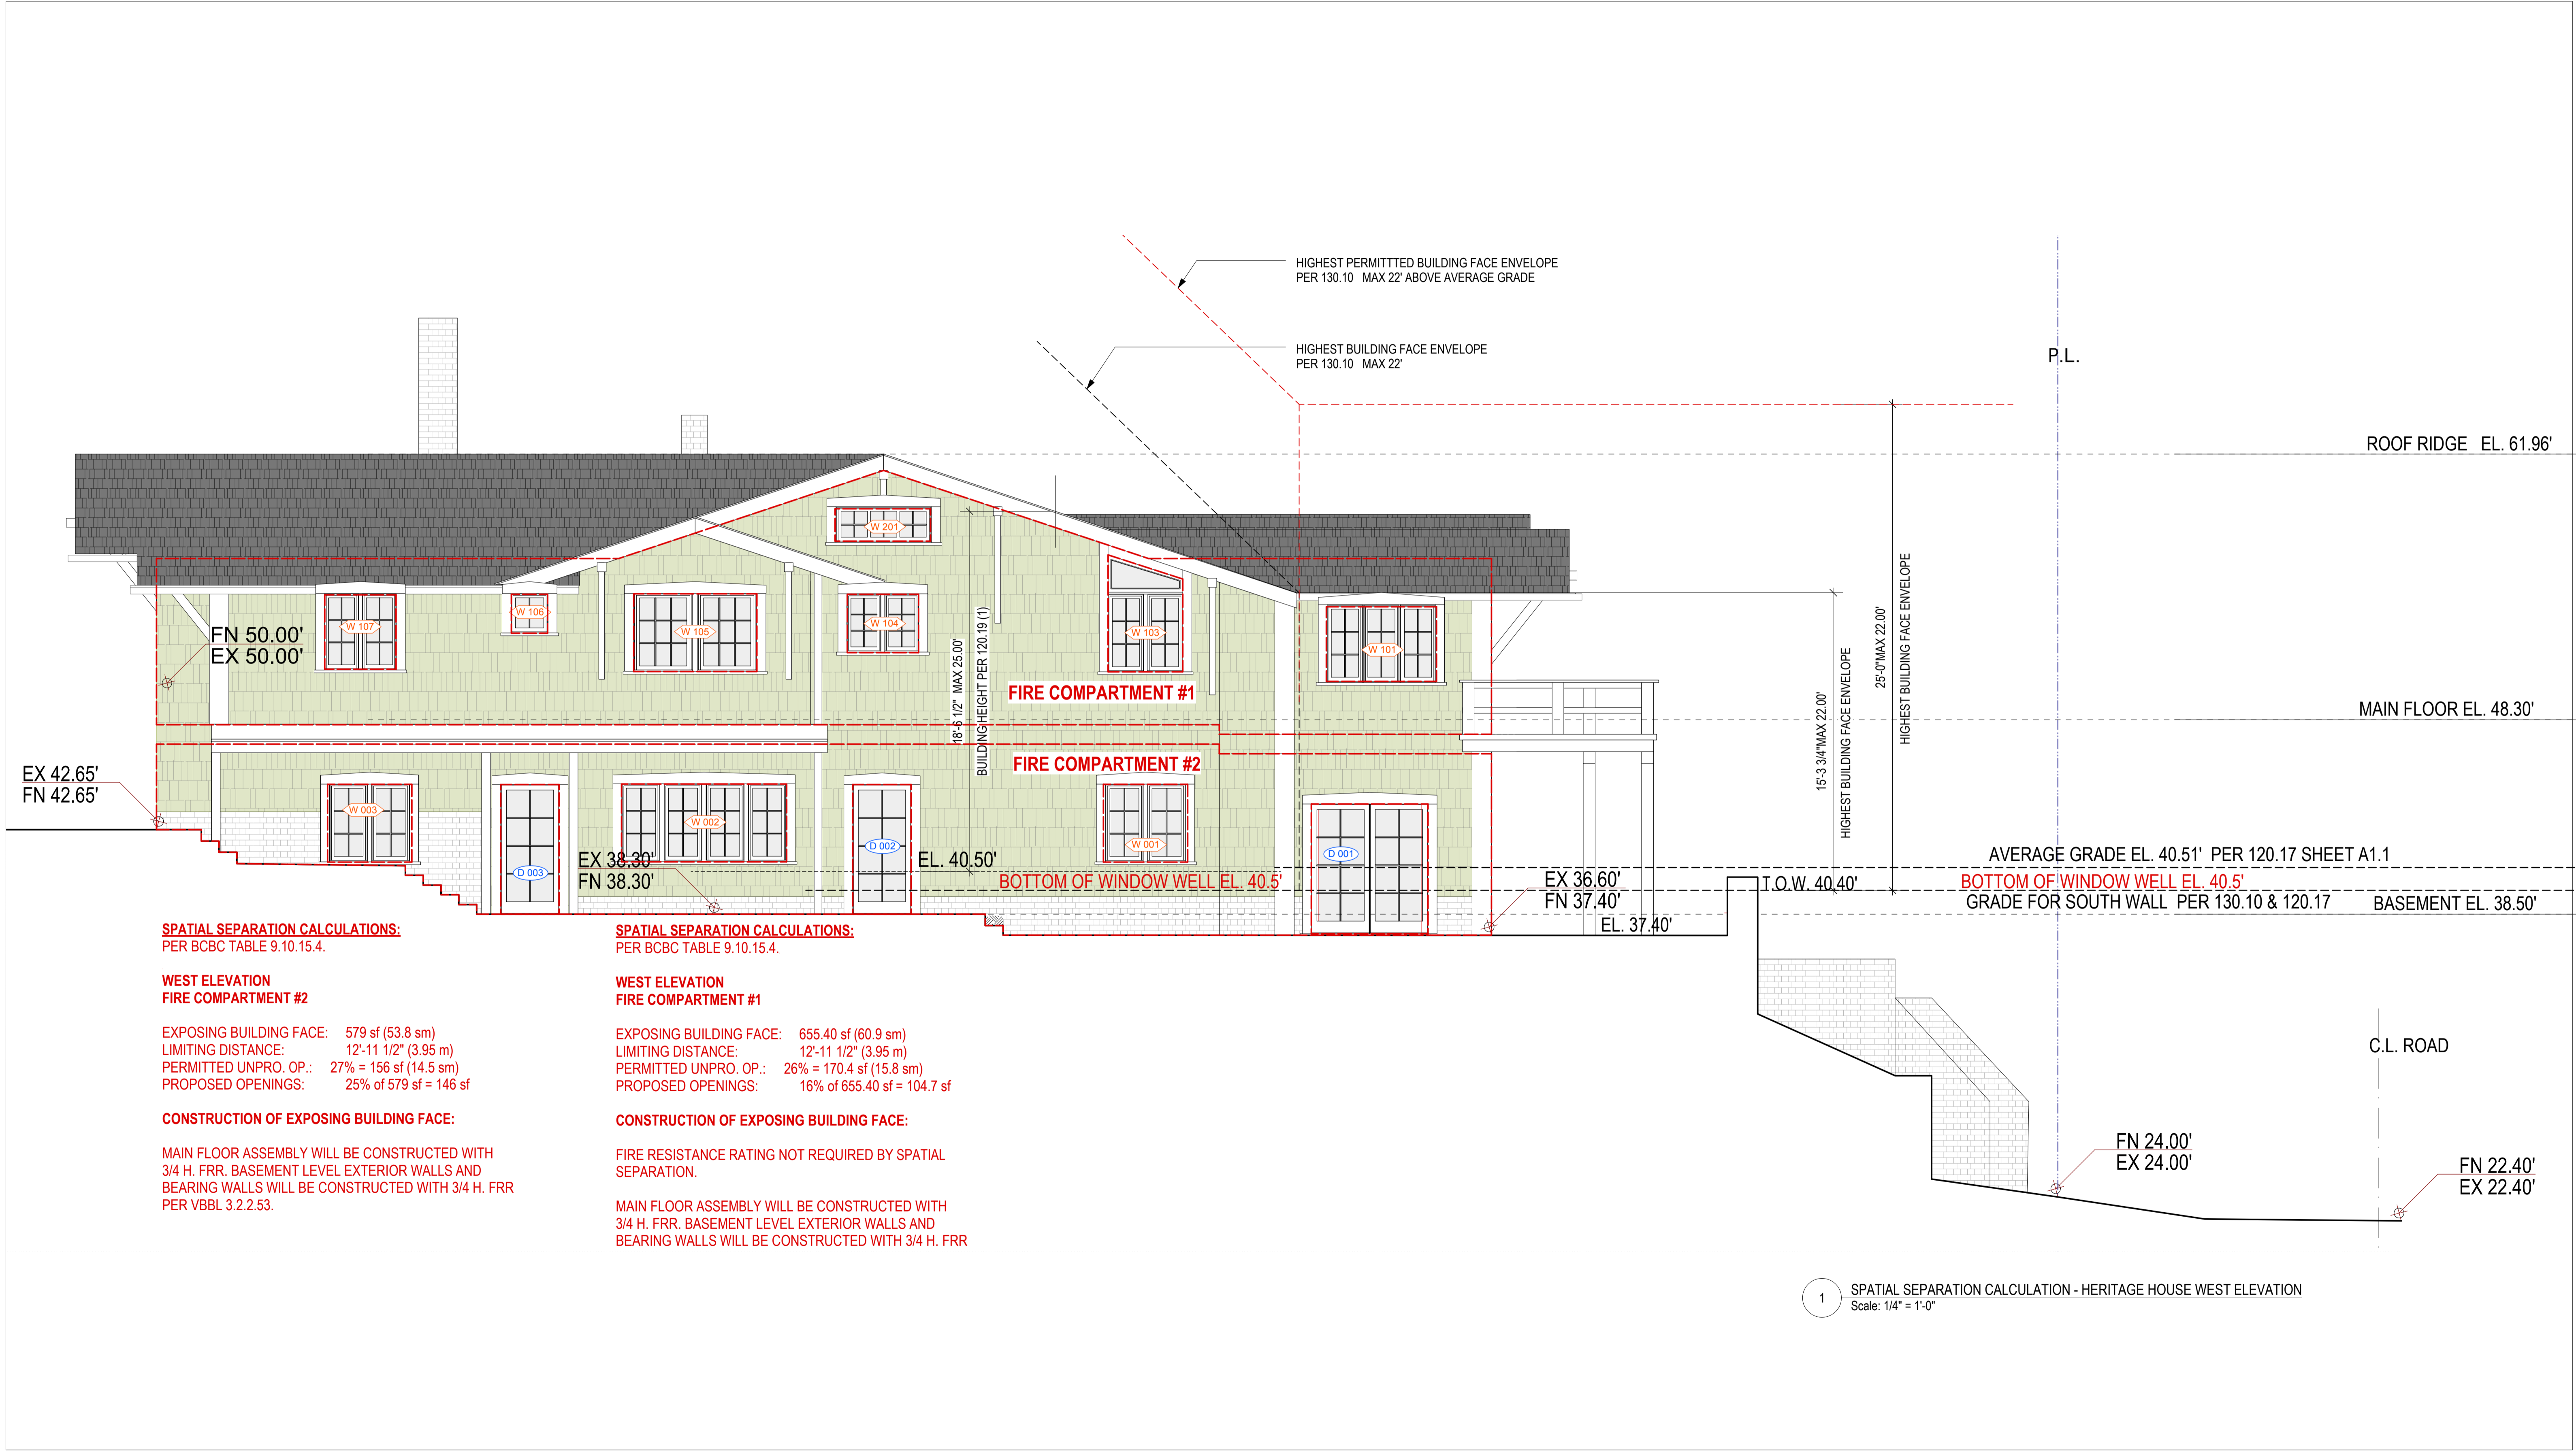 HIGHEST PERMITTTED BUILDING FACE ENVELOPE
PER 130.10 MAX 22' ABOVE AVERAGE GRADE
HIGHEST BUILDING FACE ENVELOPE
PER 130.10 MAX 22'
P.L.
ROOF RIDGE EL. 61.96'
W 201
W 107
W 106
W 105
W 104
W 103
W 101
FN 50.00'
EX 50.00'
18'-6 1/2" MAX 25.00'
BUILDING HEIGHT PER 120.19 (1)
25'-0"MAX 22.00'
HIGHEST BUILDING FACE ENVELOPE
15'-3 3/4"MAX 22.00'
HIGHEST BUILDING FACE ENVELOPE
FIRE COMPARTMENT #1
MAIN FLOOR EL. 48.30'
FIRE COMPARTMENT #2
EX 42.65'
FN 42.65'
W 003
D 003
W 002
D 002
W 001
D 001
EX 38.30'
FN 38.30'
EL. 40.50'
BOTTOM OF WINDOW WELL EL. 40.5'
EX 36.60'
FN 37.40'
EL. 37.40'
T.O.W. 40.40'
AVERAGE GRADE EL. 40.51' PER 120.17 SHEET A1.1
BOTTOM OF WINDOW WELL EL. 40.5'
GRADE FOR SOUTH WALL PER 130.10 & 120.17
BASEMENT EL. 38.50'
SPATIAL SEPARATION CALCULATIONS:
PER BCBC TABLE 9.10.15.4.
WEST ELEVATION
FIRE COMPARTMENT #2
EXPOSING BUILDING FACE: 579 sf (53.8 sm)
LIMITING DISTANCE: 12'-11 1/2" (3.95 m)
PERMITTED UNPRO. OP.: 27% = 156 sf (14.5 sm)
PROPOSED OPENINGS: 25% of 579 sf = 146 sf
CONSTRUCTION OF EXPOSING BUILDING FACE:
MAIN FLOOR ASSEMBLY WILL BE CONSTRUCTED WITH
3/4 H. FRR. BASEMENT LEVEL EXTERIOR WALLS AND
BEARING WALLS WILL BE CONSTRUCTED WITH 3/4 H. FRR
PER VBBL 3.2.2.53.
SPATIAL SEPARATION CALCULATIONS:
PER BCBC TABLE 9.10.15.4.
WEST ELEVATION
FIRE COMPARTMENT #1
EXPOSING BUILDING FACE: 655.40 sf (60.9 sm)
LIMITING DISTANCE: 12'-11 1/2" (3.95 m)
PERMITTED UNPRO. OP.: 26% = 170.4 sf (15.8 sm)
PROPOSED OPENINGS: 16% of 655.40 sf = 104.7 sf
CONSTRUCTION OF EXPOSING BUILDING FACE:
FIRE RESISTANCE RATING NOT REQUIRED BY SPATIAL
SEPARATION.
MAIN FLOOR ASSEMBLY WILL BE CONSTRUCTED WITH
3/4 H. FRR. BASEMENT LEVEL EXTERIOR WALLS AND
BEARING WALLS WILL BE CONSTRUCTED WITH 3/4 H. FRR
C.L. ROAD
FN 24.00'
EX 24.00'
FN 22.40'
EX 22.40'
1
SPATIAL SEPARATION CALCULATION - HERITAGE HOUSE WEST ELEVATION
Scale: 1/4" = 1'-0"